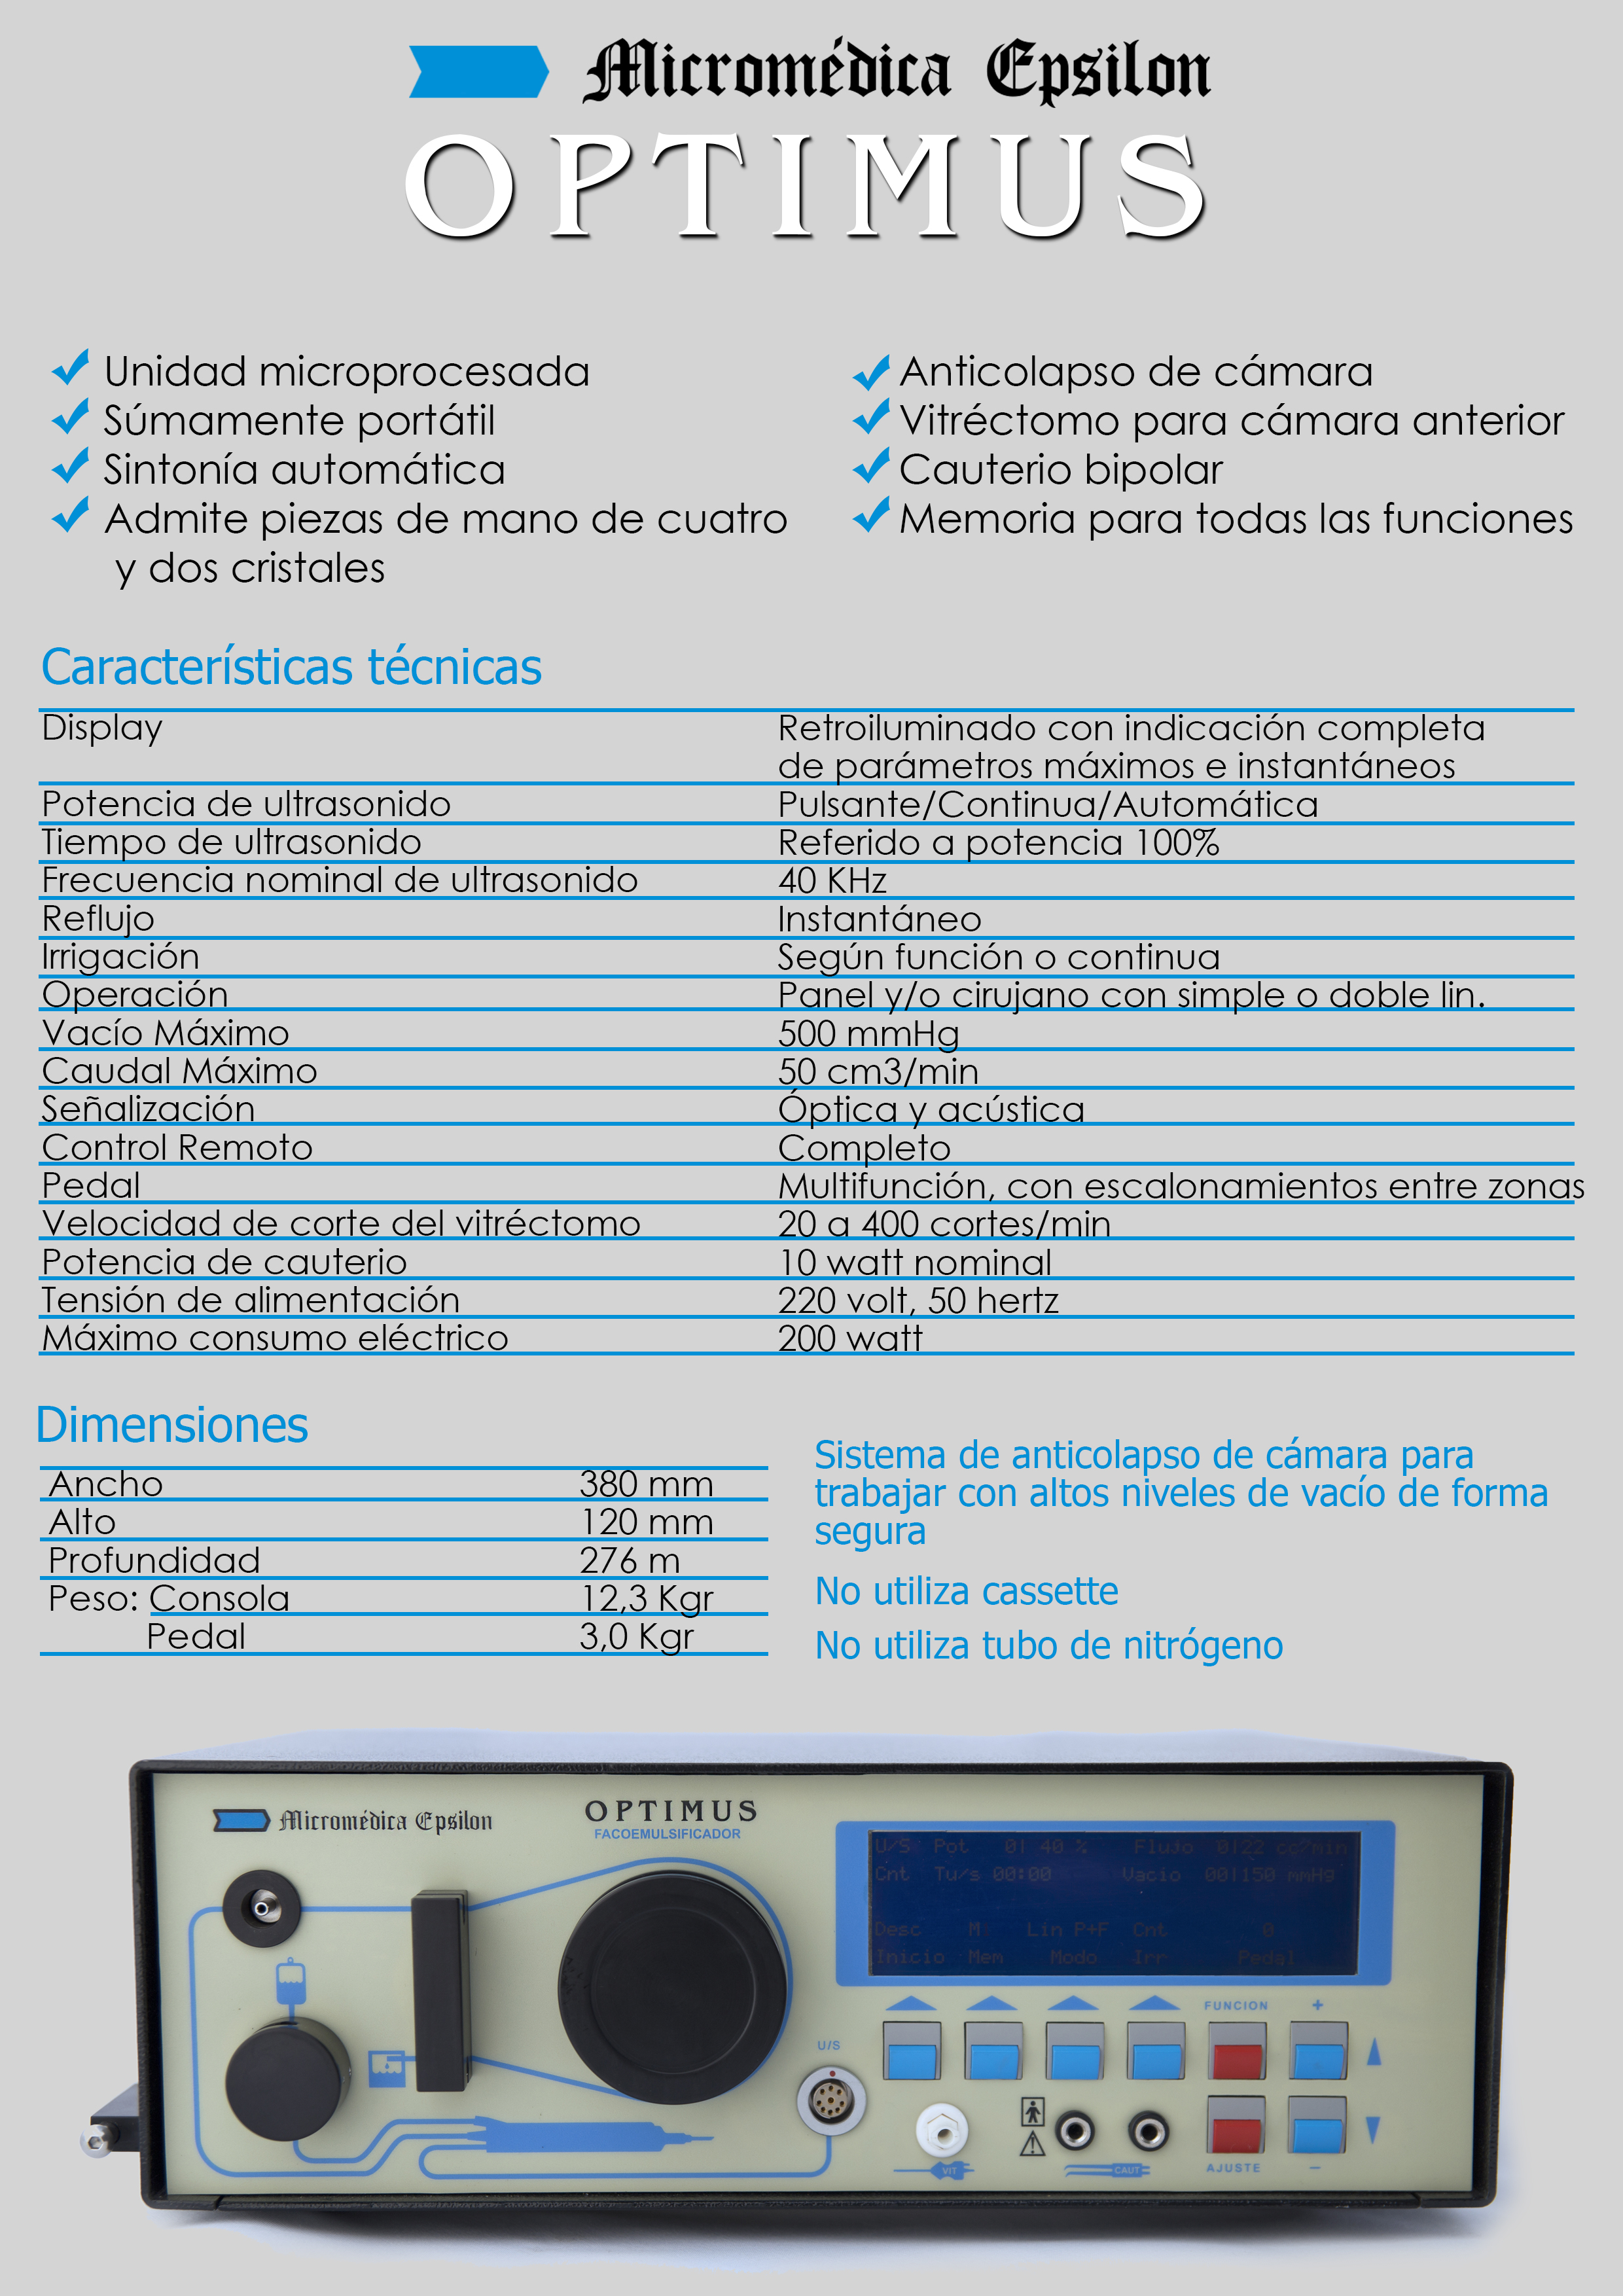 Micromédica Epsilon
OPTIMUS
Unidad microprocesada
Súmamente portátil
Sintonía automática
Admite piezas de mano de cuatro
y dos cristales
Anticolapso de cámara
Vitréctomo para cámara anterior
Cauterio bipolar
Memoria para todas las funciones
Características técnicas
Display Retroiluminado con indicación completa
de parámetros máximos e instantáneos
Potencia de ultrasonido Pulsante/Continua/Automática
Tiempo de ultrasonido Referido a potencia 100%
Frecuencia nominal de ultrasonido 40 KHz
Reflujo Instantáneo
Irrigación Según función o continua
Operación Panel y/o cirujano con simple o doble lin.
Vacío Máximo 500 mmHg
Caudal Máximo 50 cm3/min
Señalización Óptica y acústica
Control Remoto Completo
Pedal Multifunción, con escalonamientos entre zonas
Velocidad de corte del vitréctomo 20 a 400 cortes/min
Potencia de cauterio 10 watt nominal
Tensión de alimentación 220 volt, 50 hertz
Máximo consumo eléctrico 200 watt
Dimensiones
Ancho 380 mm
Alto 120 mm
Profundidad 276 m
Peso: Consola 12,3 Kgr
Pedal 3,0 Kgr
Sistema de anticolapso de cámara para
trabajar con altos niveles de vacío de forma
segura
No utiliza cassette
No utiliza tubo de nitrógeno
Micromédica Epsilon
OPTIMUS
FACOEMULSIFICADOR
U/S Pot 0| 40 % Flujo 0|22 cc/min
Cnt Tu/s 00:00 Vacio 00|150 mmHg
Desc M Lin P+F Cnt 0
Inicio Mem Modo Irr Pedal
FUNCION +
U/S
VIT CAUT AJUSTE −